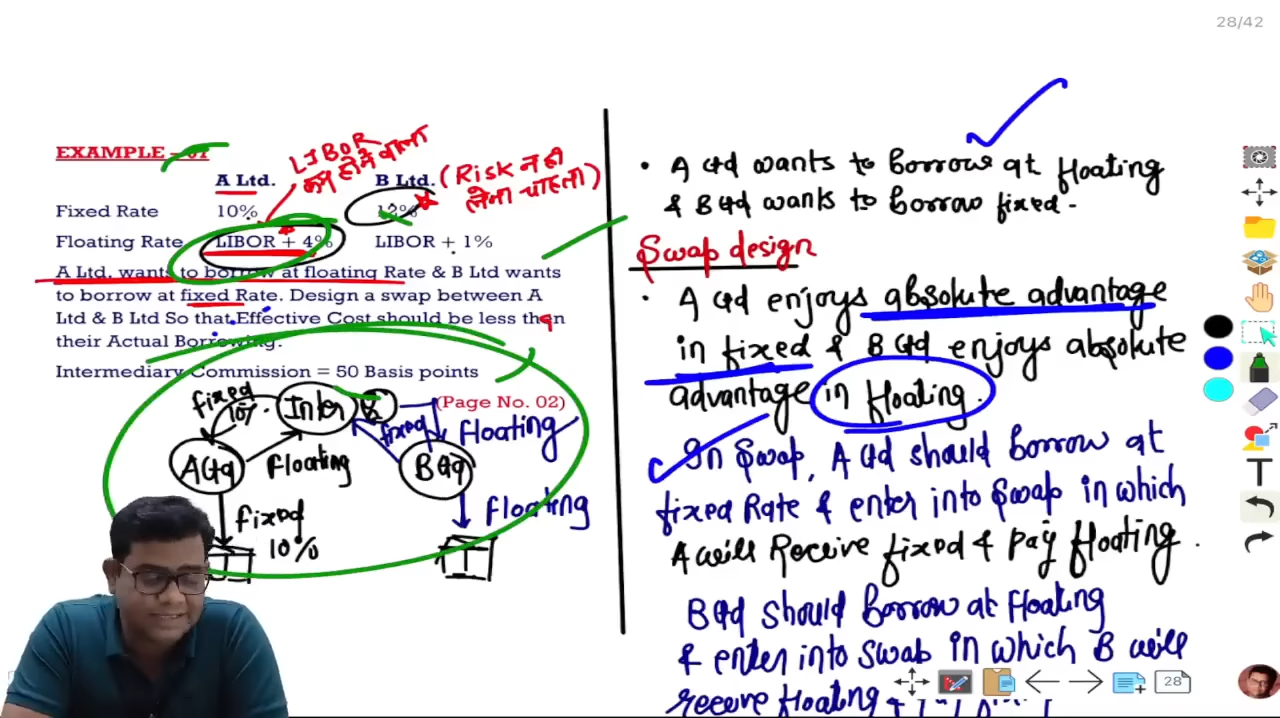 28/42
EXAMPLE – 01
LIBOR
कम होने वाला
A Ltd.
B Ltd.
(Risk नही
लेना चाहता)
Fixed Rate 10% 12%
Floating Rate LIBOR + 4% LIBOR + 1%
A Ltd. wants to borrow at floating Rate & B Ltd wants
to borrow at fixed Rate. Design a swap between A
Ltd & B Ltd So that Effective Cost should be less then
their Actual Borrowing.
Intermediary Commission = 50 Basis points
(Page No. 02)
fixed
10%
Inter
fixed
Floating
A Ltd
Floating
B Ltd
fixed
10%
Floating
• A Ltd wants to borrow at floating
& B Ltd wants to borrow fixed.
Swap design
• A Ltd enjoys absolute advantage
in fixed & B Ltd enjoys absolute
advantage in floating.
In Swap, A Ltd should borrow at
fixed Rate & enter into Swap in which
A will Receive fixed & pay floating.
B Ltd should borrow at floating
& enter into swap in which B will
receive floating
28
T